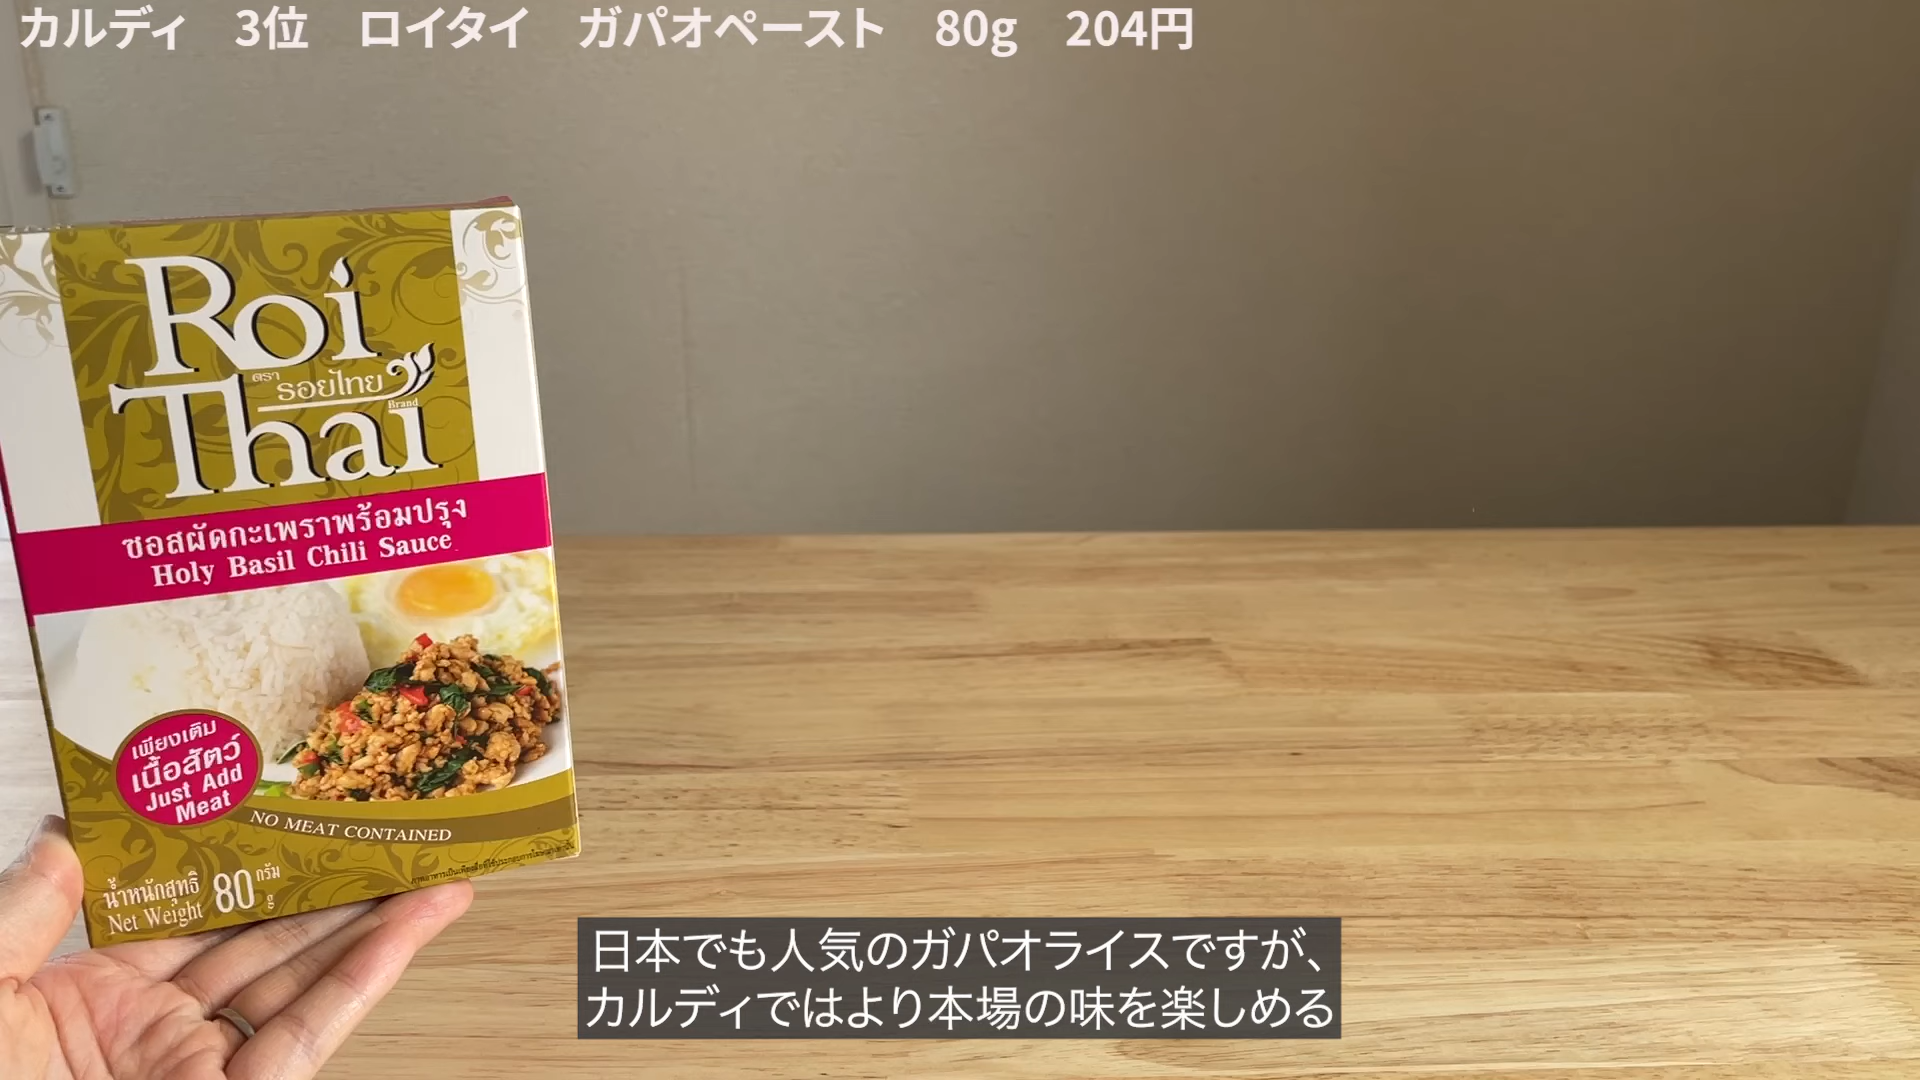 カルディ　3位　ロイタイ　ガパオペースト　80g　204円
Roi
ตรา รอยไทย
Brand
Thai
ซอสผัดกะเพราพร้อมปรุง
Holy Basil Chili Sauce
เพียงเติม
เนื้อสัตว์
Just Add
Meat
NO MEAT CONTAINED
น้ำหนักสุทธิ 80 กรัม
Net Weight g
日本でも人気のガパオライスですが、
カルディではより本場の味を楽しめる